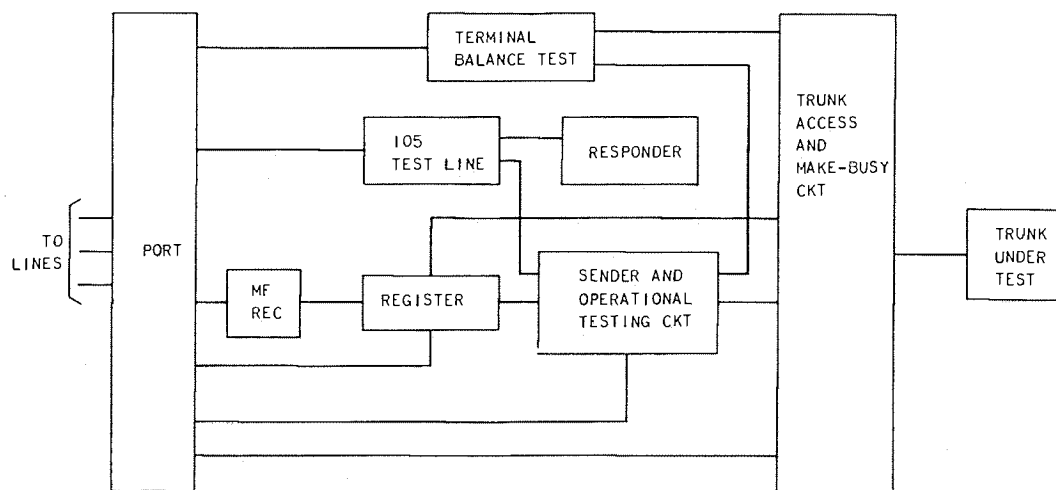 TERMINAL
BALANCE TEST
105
TEST LINE
RESPONDER
TRUNK
ACCESS
AND
MAKE-BUSY
CKT
TO
LINES
PORT
MF
REC
REGISTER
SENDER AND
OPERATIONAL
TESTING CKT
TRUNK
UNDER
TEST